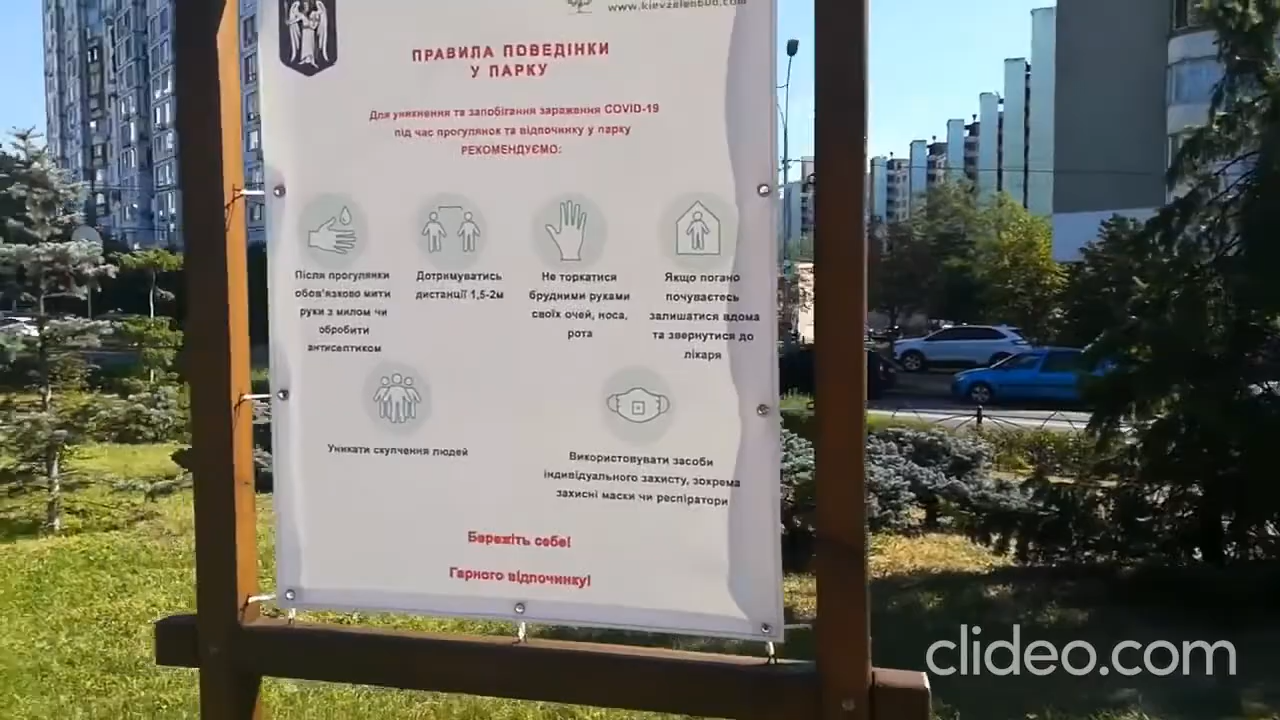 www.kievzelenbud.com
ПРАВИЛА ПОВЕДІНКИ
У ПАРКУ
Для уникнення та запобігання зараження COVID-19
під час прогулянок та відпочинку у парку
РЕКОМЕНДУЄМО:
Після прогулянки
обов'язково мити
руки з милом чи
обробити
антисептиком
Дотримуватись
дистанції 1,5-2м
Не торкатися
брудними руками
своїх очей, носа,
рота
Якщо погано
почуваєтесь
залишатися вдома
та звернутися до
лікаря
Уникати скупчення людей
Використовувати засоби
індивідуального захисту, зокрема
захисні маски чи респіратори
Бережіть себе!
Гарного відпочинку!
clideo.com